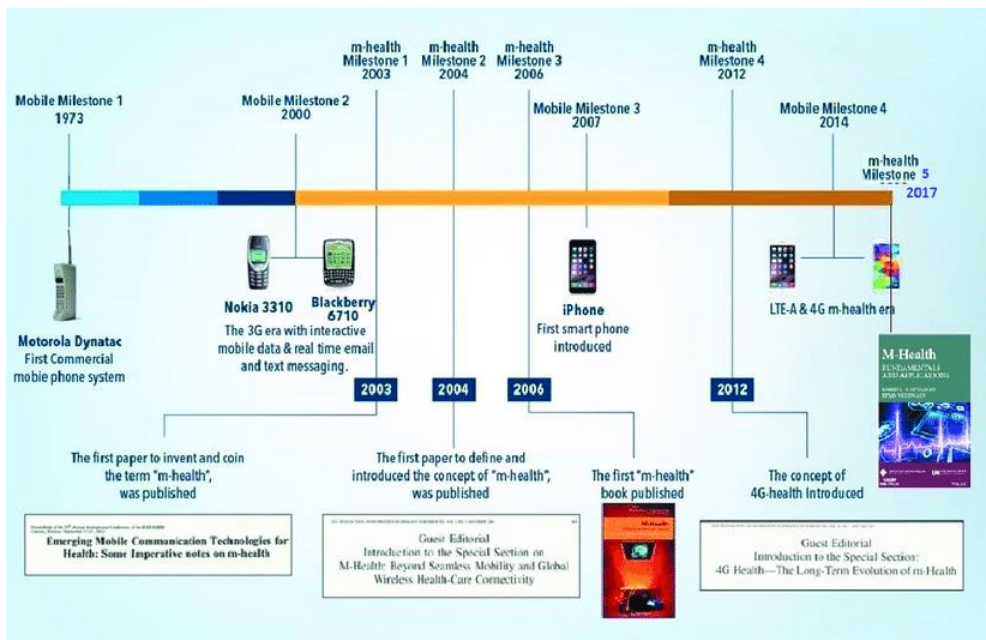 m-health
Milestone 1
2003
m-health
Milestone 2
2004
m-health
Milestone 3
2006
m-health
Milestone 4
2012
Mobile Milestone 1
1973
Mobile Milestone 2
2000
Mobile Milestone 3
2007
Mobile Milestone 4
2014
m-health
Milestone 5
2017
Motorola Dynatac
First Commercial
mobie phone system
Nokia 3310
Blackberry
6710
The 3G era with interactive
mobile data & real time email
and text messaging.
iPhone
First smart phone
introduced
LTE-A & 4G m-health era
M-Health
FUNDAMENTALS
AND APPLICATIONS
2003
2004
2006
2012
The first paper to invent and coin
the term "m-health",
was published
The first paper to define and
introduced the concept of "m-health",
was published
The first "m-health"
book published
The concept of
4G-health Introduced
Emerging Mobile Communication Technologies for
Health: Some Imperative notes on m-health
Guest Editorial
Introduction to the Special Section on
M-Health: Beyond Seamless Mobility and Global
Wireless Health-Care Connectivity
M-Health
Guest Editorial
Introduction to the Special Section:
4G Health—The Long-Term Evolution of m-Health